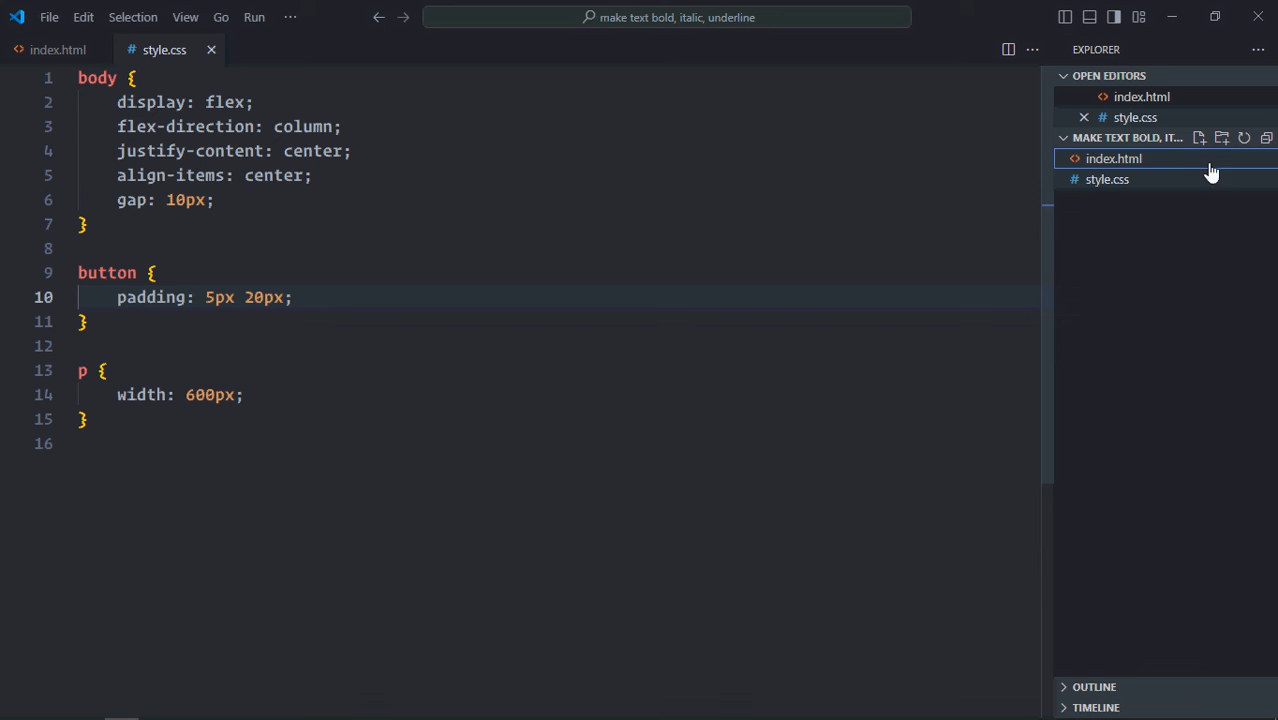 File Edit Selection View Go Run ···
make text bold, italic, underline
index.html
style.css
EXPLORER
OPEN EDITORS
index.html
style.css
MAKE TEXT BOLD, IT...
index.html
style.css
1 body {
2 display: flex;
3 flex-direction: column;
4 justify-content: center;
5 align-items: center;
6 gap: 10px;
7 }
8
9 button {
10 padding: 5px 20px;
11 }
12
13 p {
14 width: 600px;
15 }
16
OUTLINE
TIMELINE